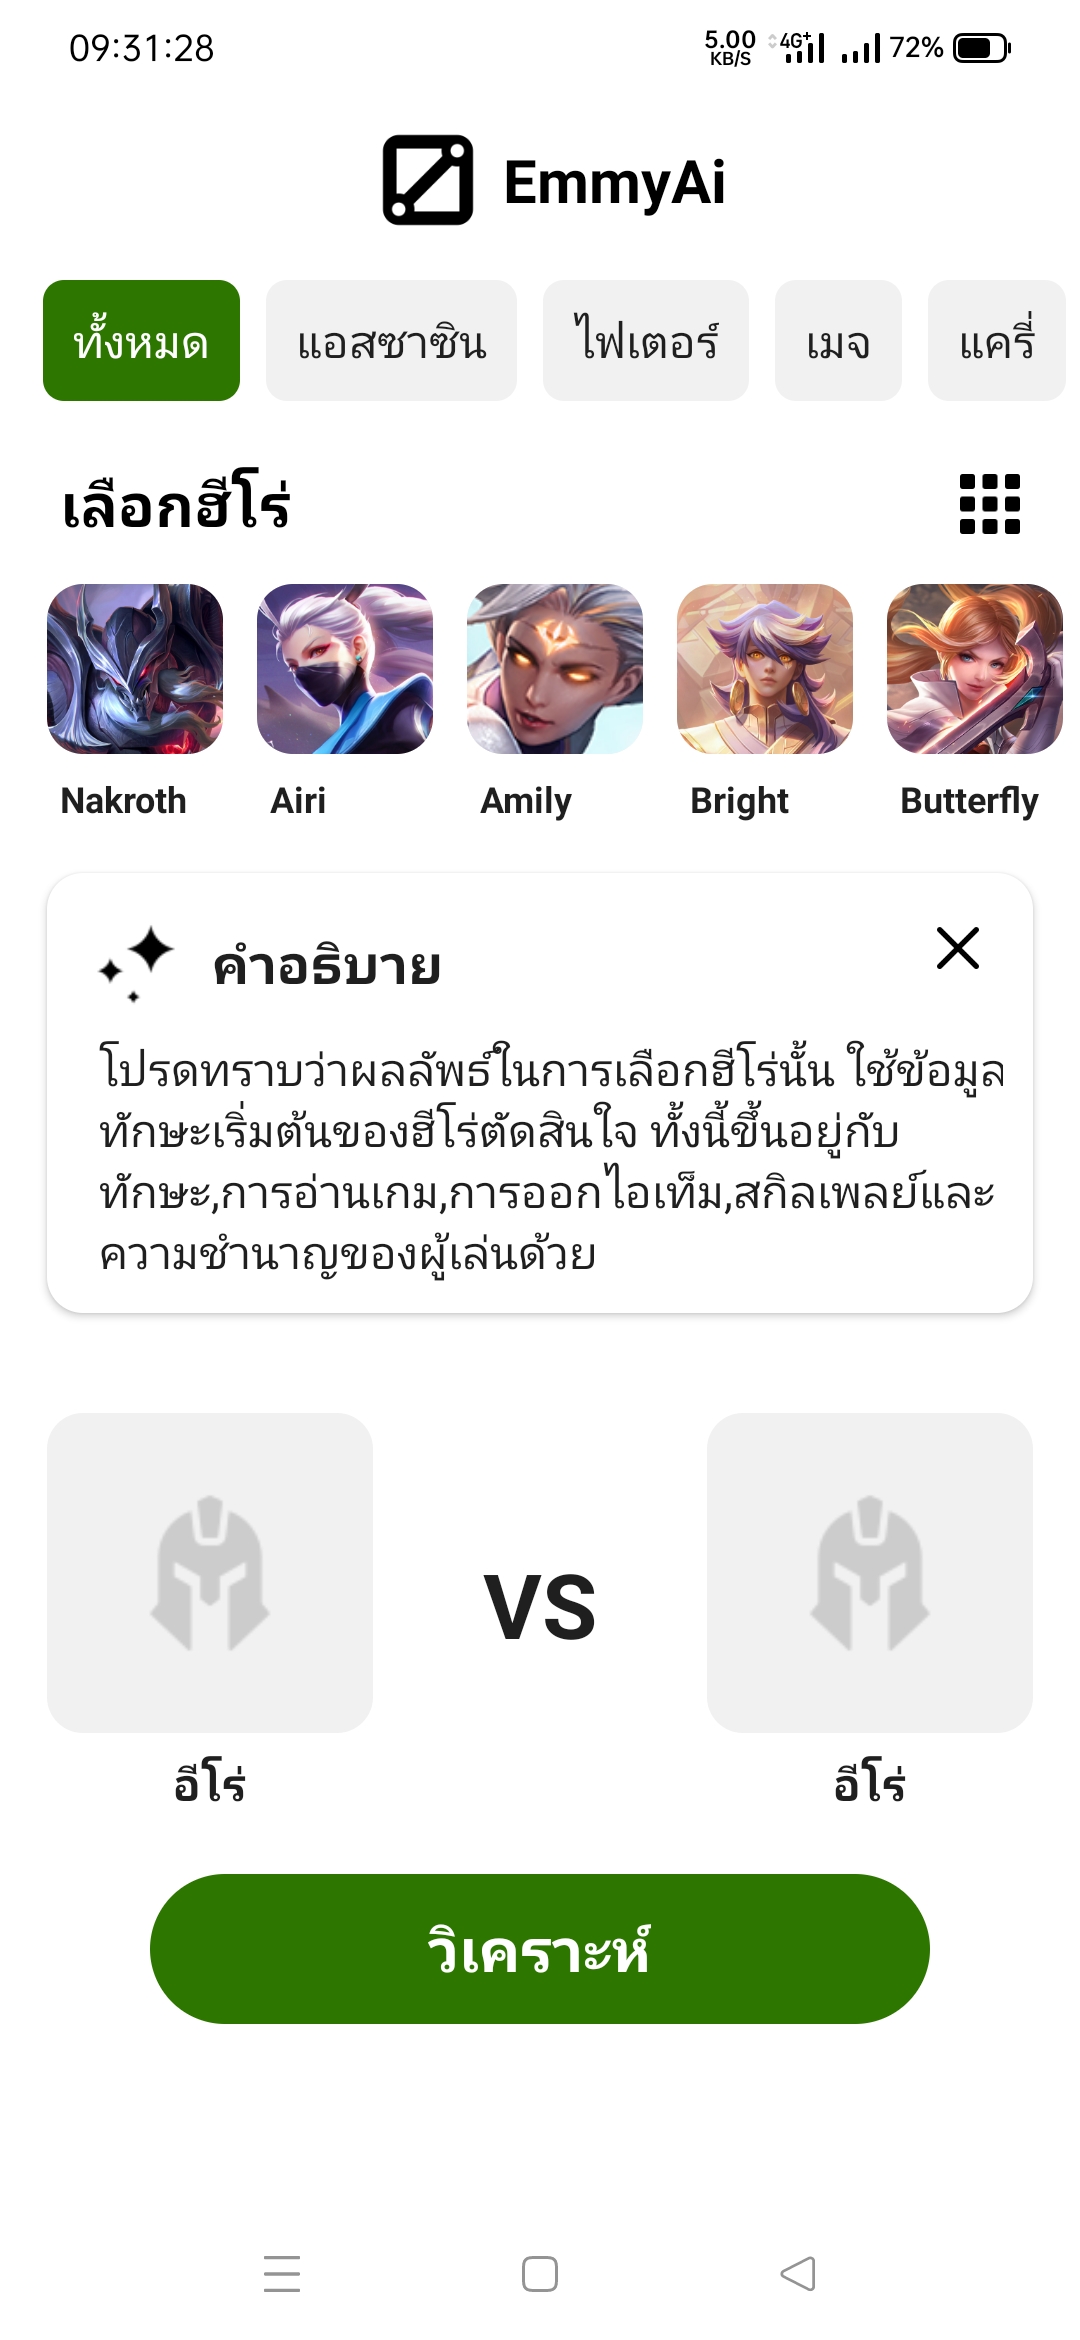 09:31:28
5.00 KB/S 4G+ 72%
EmmyAi
ทั้งหมด แอสซาซิน ไฟเตอร์ เมจ แครี่
เลือกฮีโร่
Nakroth Airi Amily Bright Butterfly
คำอธิบาย
โปรดทราบว่าผลลัพธ์ในการเลือกฮีโร่นั้น ใช้ข้อมูล
ทักษะเริ่มต้นของฮีโร่ตัดสินใจ ทั้งนี้ขึ้นอยู่กับ
ทักษะ,การอ่านเกม,การออกไอเท็ม,สกิลเพลย์และ
ความชำนาญของผู้เล่นด้วย
VS
ฮีโร่ ฮีโร่
วิเคราะห์